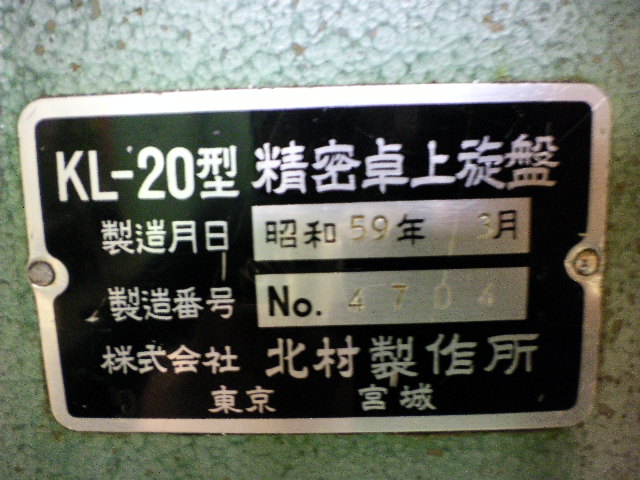 KL-20型 精密卓上旋盤
製造月日 昭和59年 3月
製造番号 No. 4704
株式会社 北村製作所
東京 宮城